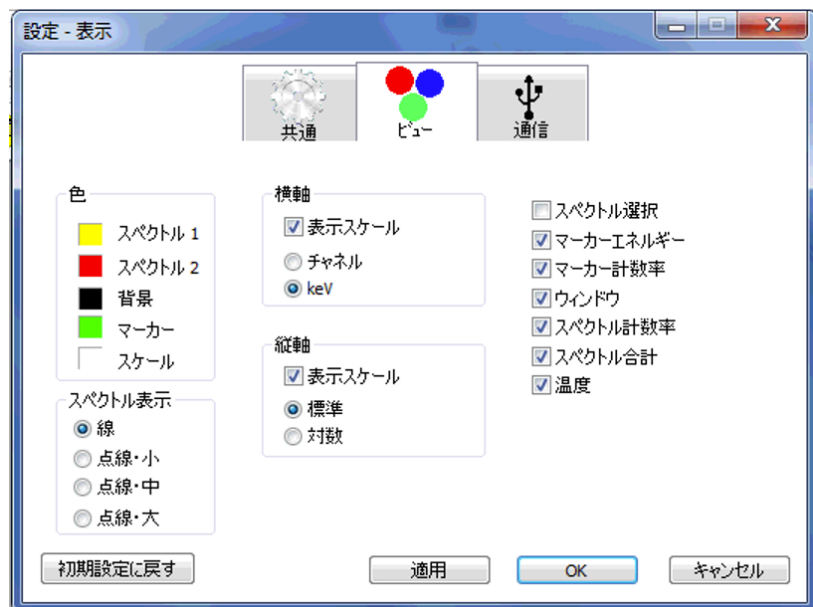 設定 - 表示
共通
ビュー
通信
色
スペクトル 1
スペクトル 2
背景
マーカー
スケール
スペクトル表示
線
点線・小
点線・中
点線・大
横軸
表示スケール
チャネル
keV
縦軸
表示スケール
標準
対数
スペクトル選択
マーカーエネルギー
マーカー計数率
ウィンドウ
スペクトル計数率
スペクトル合計
温度
初期設定に戻す
適用
OK
キャンセル